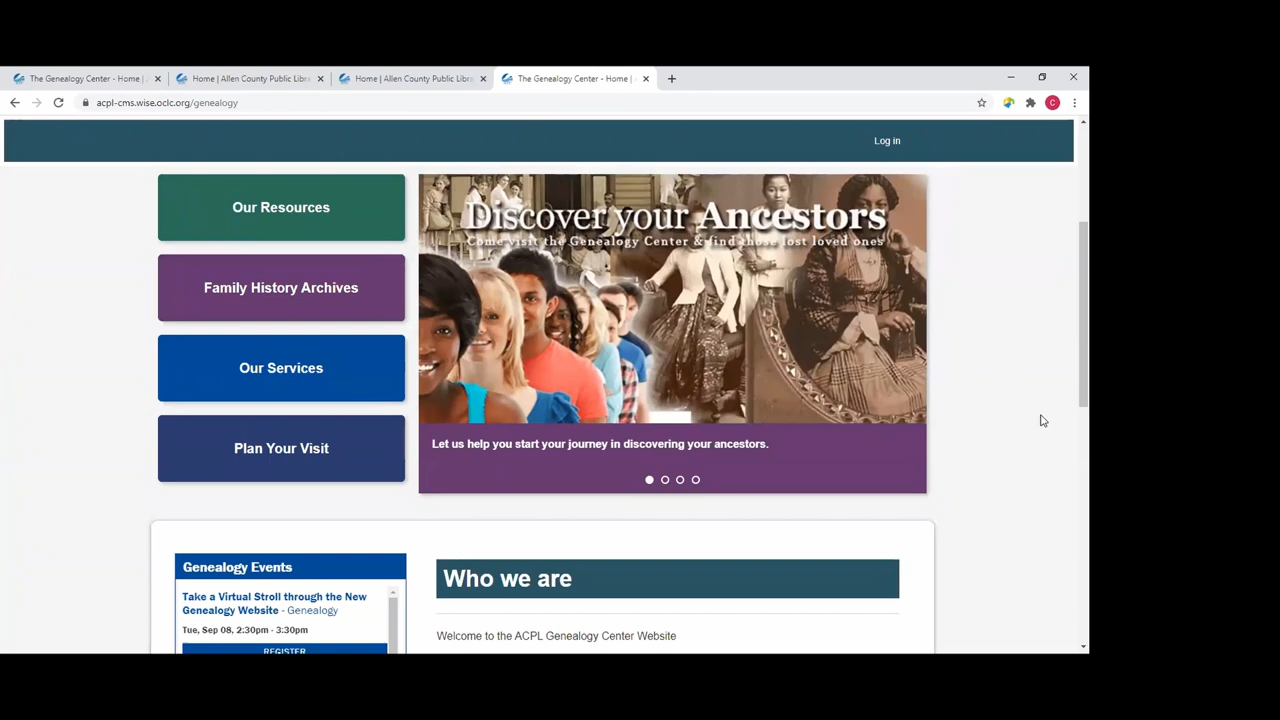 The Genealogy Center - Home |
Home | Allen County Public Libra
Home | Allen County Public Libra
The Genealogy Center - Home |
acpl-cms.wise.oclc.org/genealogy
C
Log in
Our Resources
Family History Archives
Our Services
Plan Your Visit
Discover your Ancestors
Come visit the Genealogy Center & find those lost loved ones
Let us help you start your journey in discovering your ancestors.
Genealogy Events
Take a Virtual Stroll through the New
Genealogy Website - Genealogy
Tue, Sep 08, 2:30pm - 3:30pm
REGISTER
Who we are
Welcome to the ACPL Genealogy Center Website